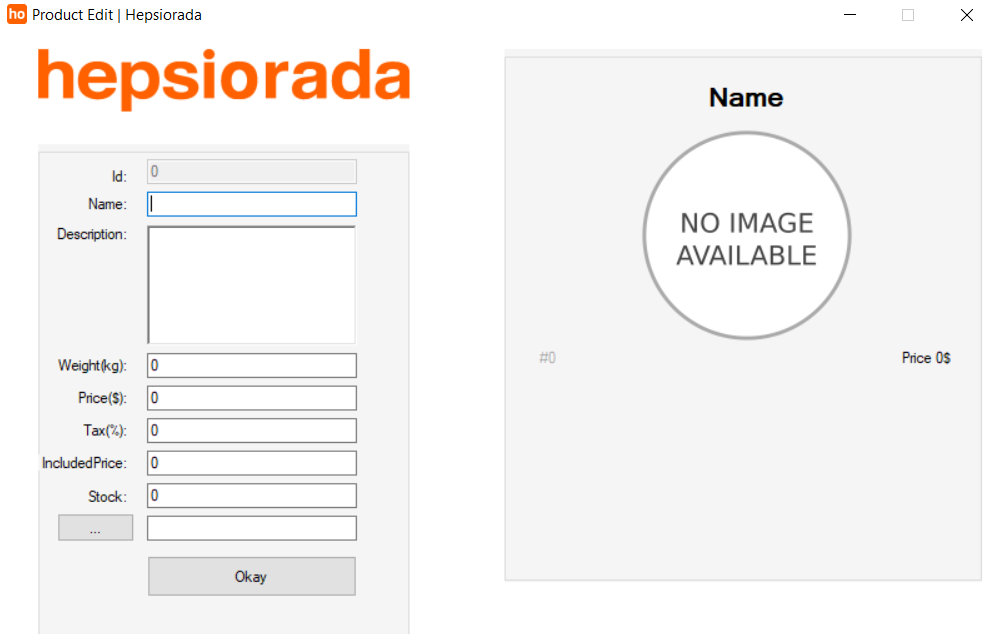 ho Product Edit | Hepsiorada
hepsiorada
Id: 0
Name:
Description:
Weight(kg): 0
Price($): 0
Tax(%): 0
IncludedPrice: 0
Stock: 0
...
Okay
Name
NO IMAGE
AVAILABLE
#0 Price 0$